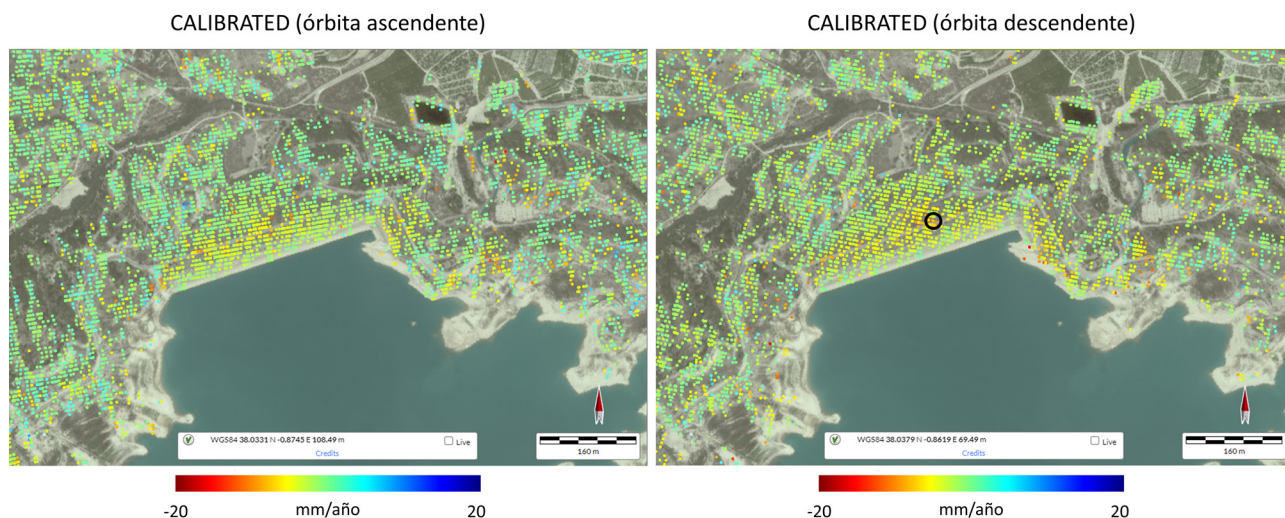 CALIBRATED (órbita ascendente)
CALIBRATED (órbita descendente)
WGS84 38.0331 N -0.8745 E 108.49 m
Live
Credits
160 m
WGS84 38.0379 N -0.8619 E 69.49 m
Live
Credits
160 m
-20 mm/año 20
-20 mm/año 20